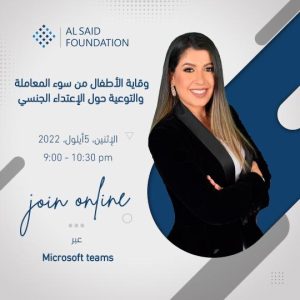 AL SAID
FOUNDATION
وقاية الأطفال من سوء المعاملة
والتوعية حول الإعتداء الجنسي
الإثنين، 5أيلول، 2022
9:00 - 10:30 pm
join online
عبر
Microsoft teams